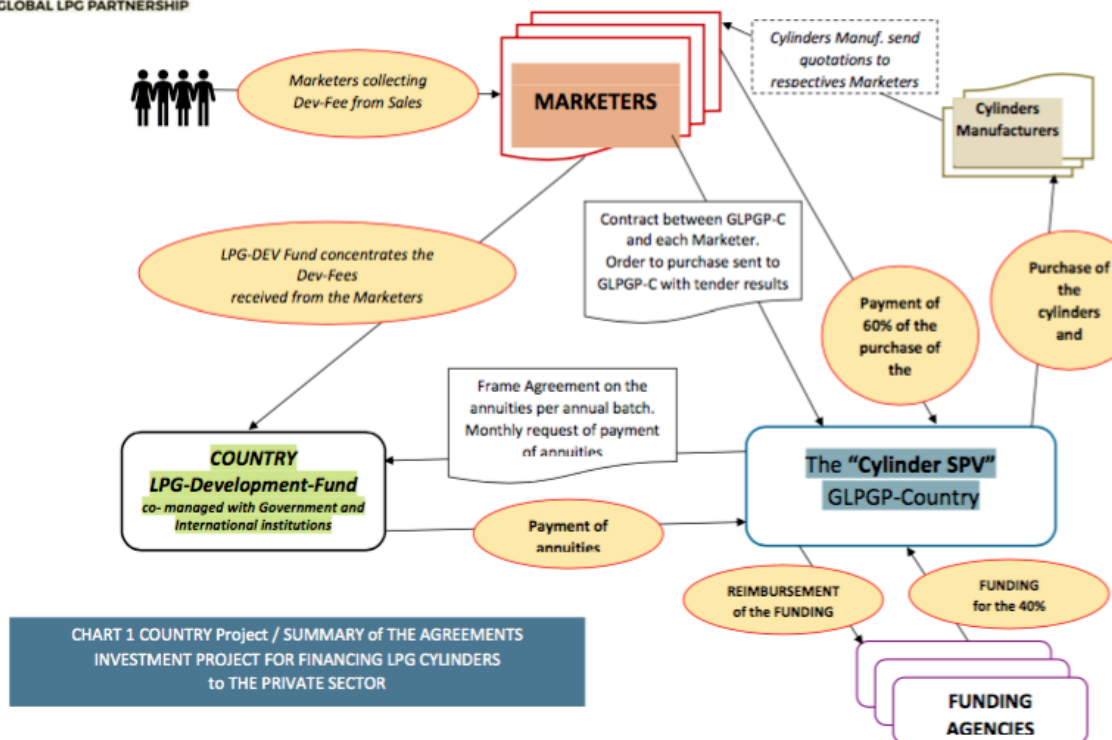 GLOBAL LPG PARTNERSHIP
Marketers collecting
Dev-Fee from Sales
MARKETERS
Cylinders Manuf. send
quotations to
respectives Marketers
Cylinders
Manufacturers
LPG-DEV Fund concentrates the
Dev-Fees
received from the Marketers
Contract between GLPGP-C
and each Marketer.
Order to purchase sent to
GLPGP-C with tender results
Payment of
60% of the
purchase of
the
Purchase of
the
cylinders
and
Frame Agreement on the
annuities per annual batch.
Monthly request of payment
of annuities
COUNTRY
LPG-Development-Fund
co- managed with Government and
International institutions
Payment of
annuities
The “Cylinder SPV”
GLPGP-Country
REIMBURSEMENT
of the FUNDING
FUNDING
for the 40%
CHART 1 COUNTRY Project / SUMMARY of THE AGREEMENTS
INVESTMENT PROJECT FOR FINANCING LPG CYLINDERS
to THE PRIVATE SECTOR
FUNDING
AGENCIES